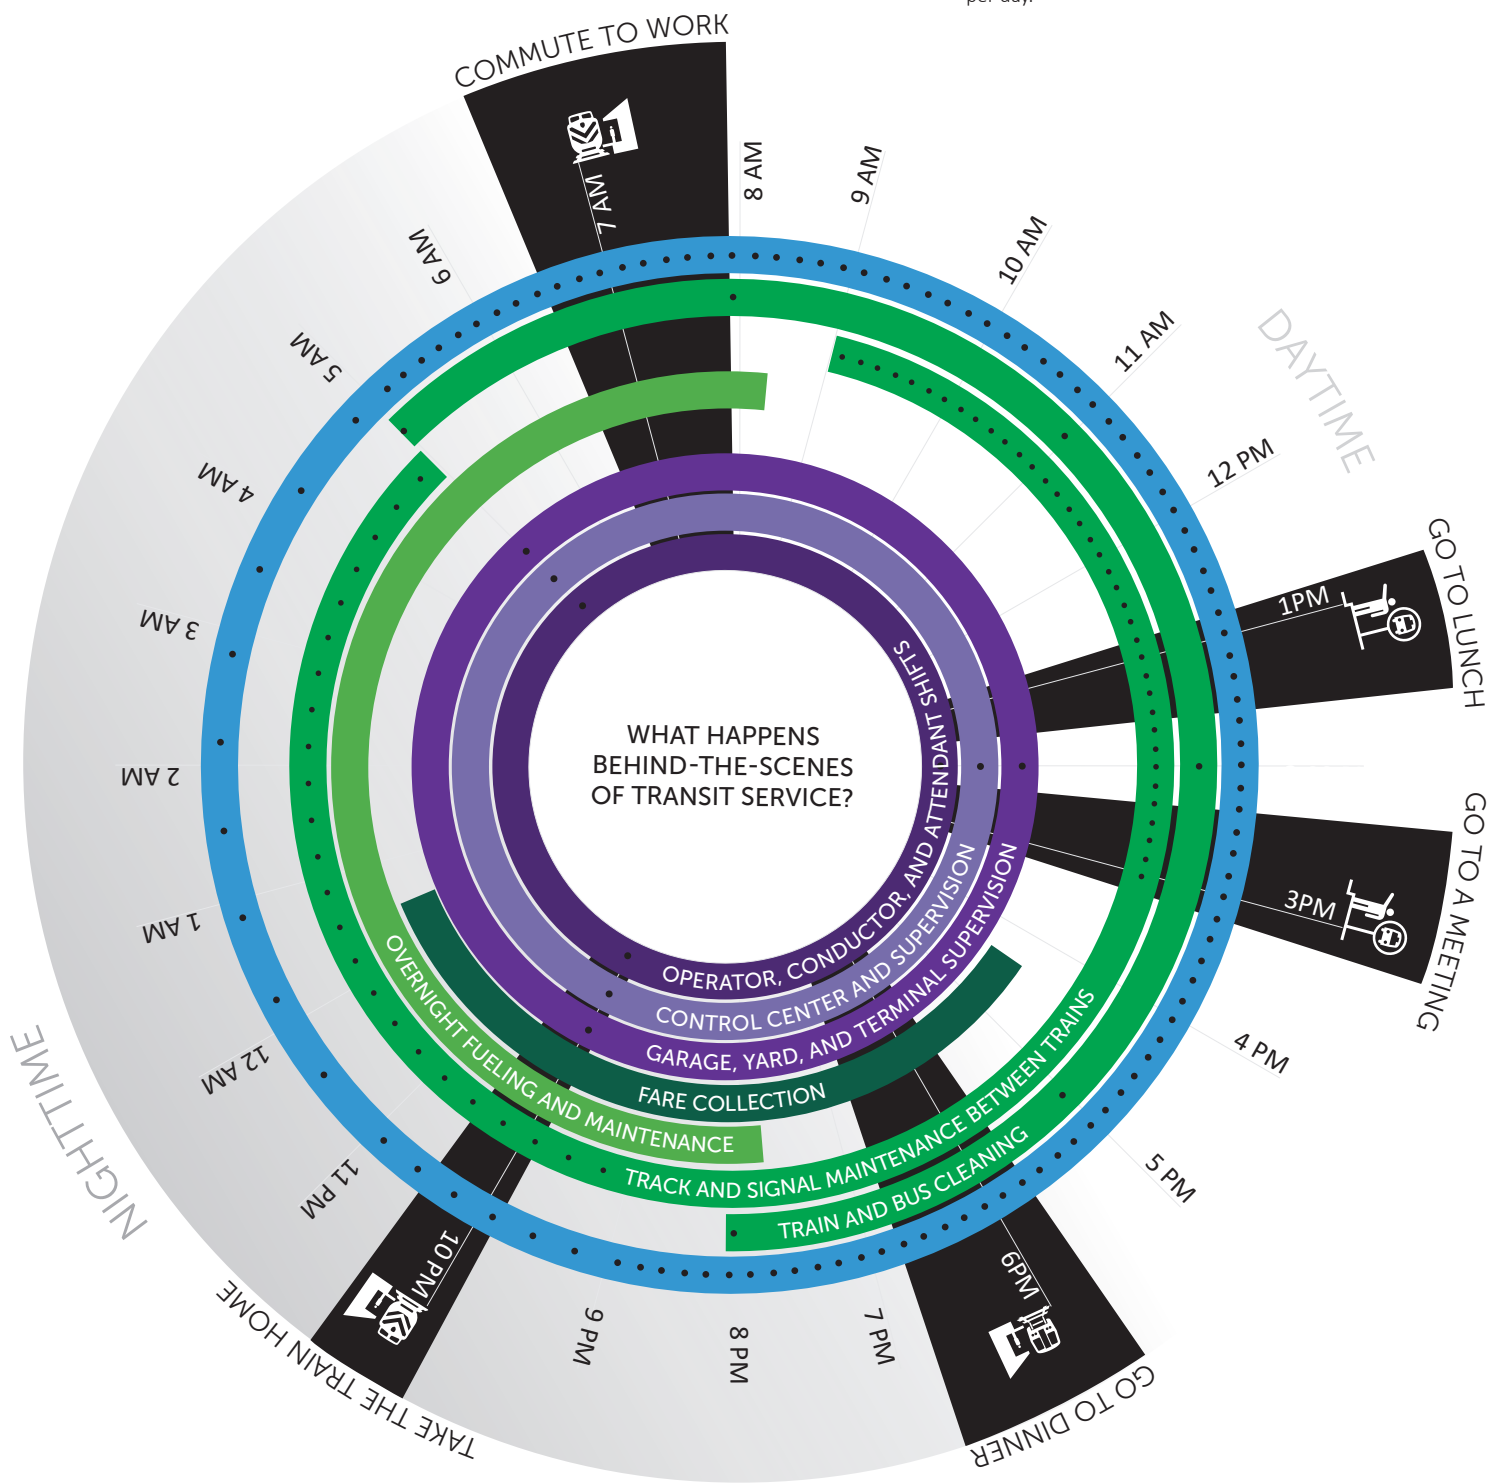 per day.
COMMUTE TO WORK
7 AM
8 AM
9 AM
10 AM
11 AM
DAYTIME
12 PM
GO TO LUNCH
1PM
GO TO A MEETING
3PM
4 PM
5 PM
GO TO DINNER
6PM
7 PM
8 PM
9 PM
TAKE THE TRAIN HOME
10 PM
11 PM
NIGHTTIME
12 AM
1 AM
2 AM
3 AM
4 AM
5 AM
6 AM
WHAT HAPPENS
BEHIND-THE-SCENES
OF TRANSIT SERVICE?
OPERATOR, CONDUCTOR, AND ATTENDANT SHIFTS
CONTROL CENTER AND SUPERVISION
GARAGE, YARD, AND TERMINAL SUPERVISION
FARE COLLECTION
OVERNIGHT FUELING AND MAINTENANCE
TRACK AND SIGNAL MAINTENANCE BETWEEN TRAINS
TRAIN AND BUS CLEANING